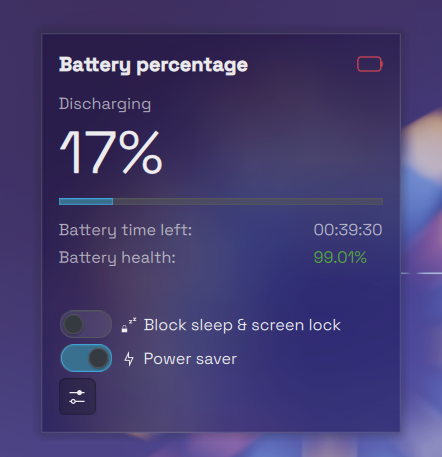 Battery percentage
Discharging
17%
Battery time left: 00:39:30
Battery health: 99.01%
Block sleep & screen lock
Power saver